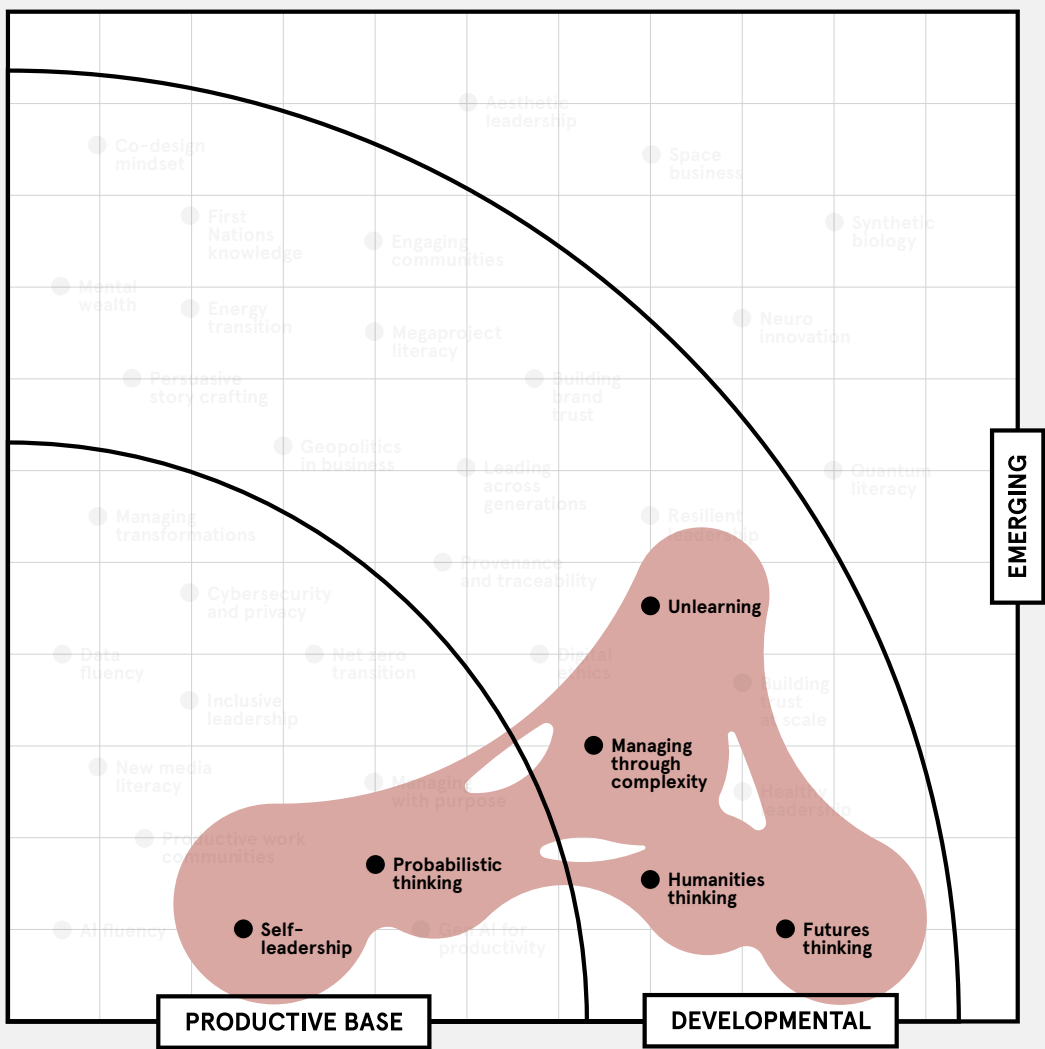 Aesthetic
leadership
Co-design
mindset
Space
business
First
Nations
knowledge
Engaging
communities
Synthetic
biology
Mental
wealth
Energy
transition
Megaproject
literacy
Neuro
innovation
Persuasive
story crafting
Building
brand
trust
Geopolitics
in business
Leading
across
generations
Quantum
literacy
EMERGING
Managing
transformations
Resilient
leadership
Provenance
and traceability
Cybersecurity
and privacy
Unlearning
Data
fluency
Net zero
transition
Digital
ethics
Inclusive
leadership
Building
trust
at scale
New media
literacy
Managing
with purpose
Managing
through
complexity
Healthy
leadership
Productive work
communities
Probabilistic
thinking
Humanities
thinking
AI fluency
Self-
leadership
Gen AI for
productivity
Futures
thinking
PRODUCTIVE BASE
DEVELOPMENTAL